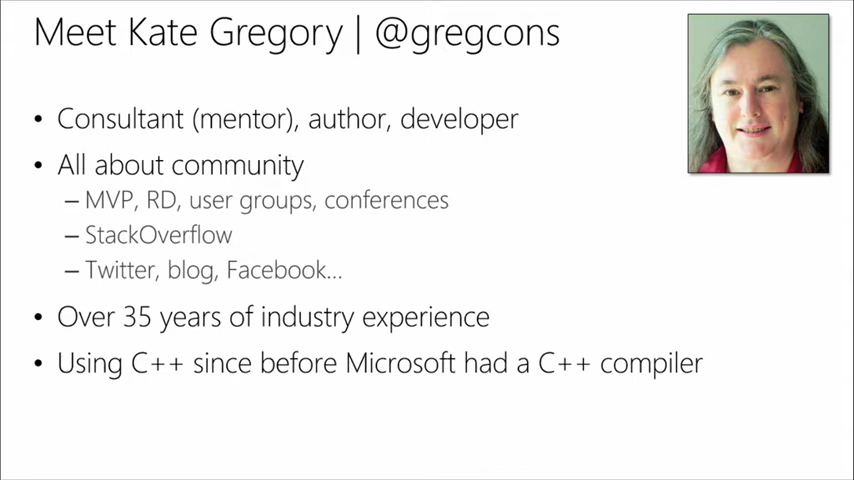 Meet Kate Gregory | @gregcons
• Consultant (mentor), author, developer
• All about community
– MVP, RD, user groups, conferences
– StackOverflow
– Twitter, blog, Facebook...
• Over 35 years of industry experience
• Using C++ since before Microsoft had a C++ compiler